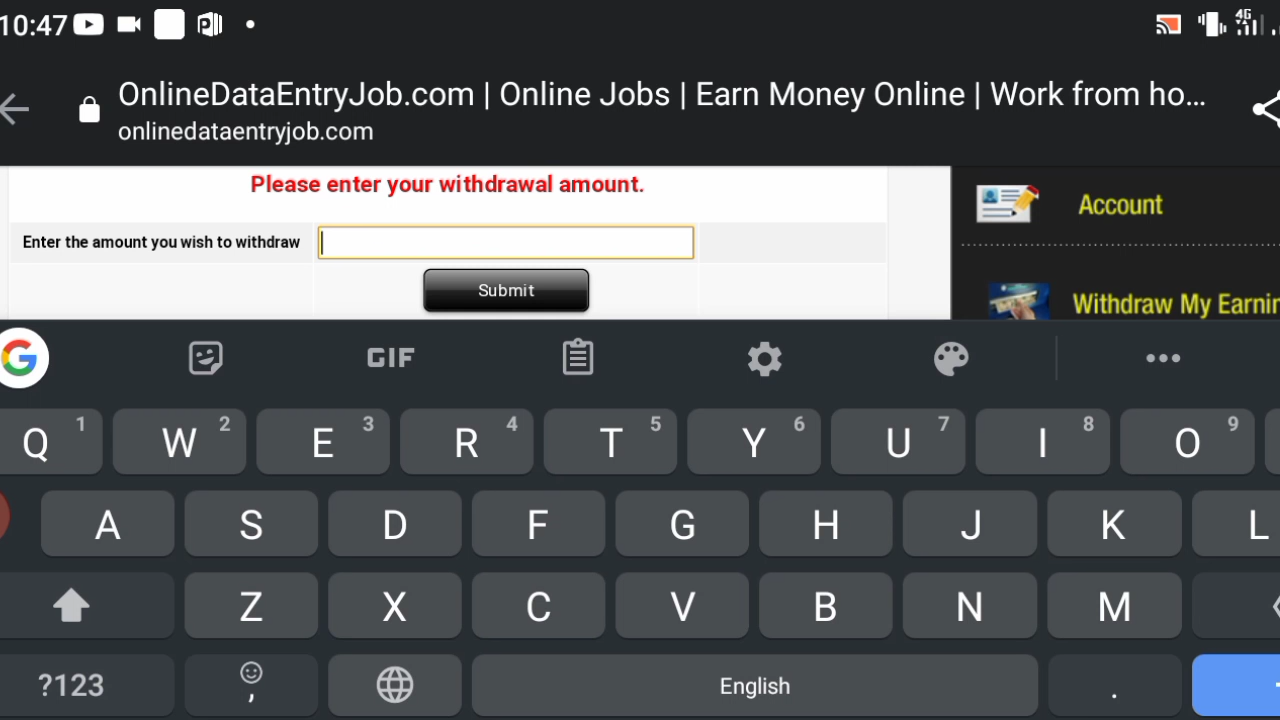 10:47
4G
OnlineDataEntryJob.com | Online Jobs | Earn Money Online | Work from ho...
onlinedataentryjob.com
Please enter your withdrawal amount.
Account
Enter the amount you wish to withdraw
Submit
Withdraw My Earnin
G GIF
Q 1 W 2 E 3 R 4 T 5 Y 6 U 7 I 8 O 9
A S D F G H J K L
Z X C V B N M
?123 , English .